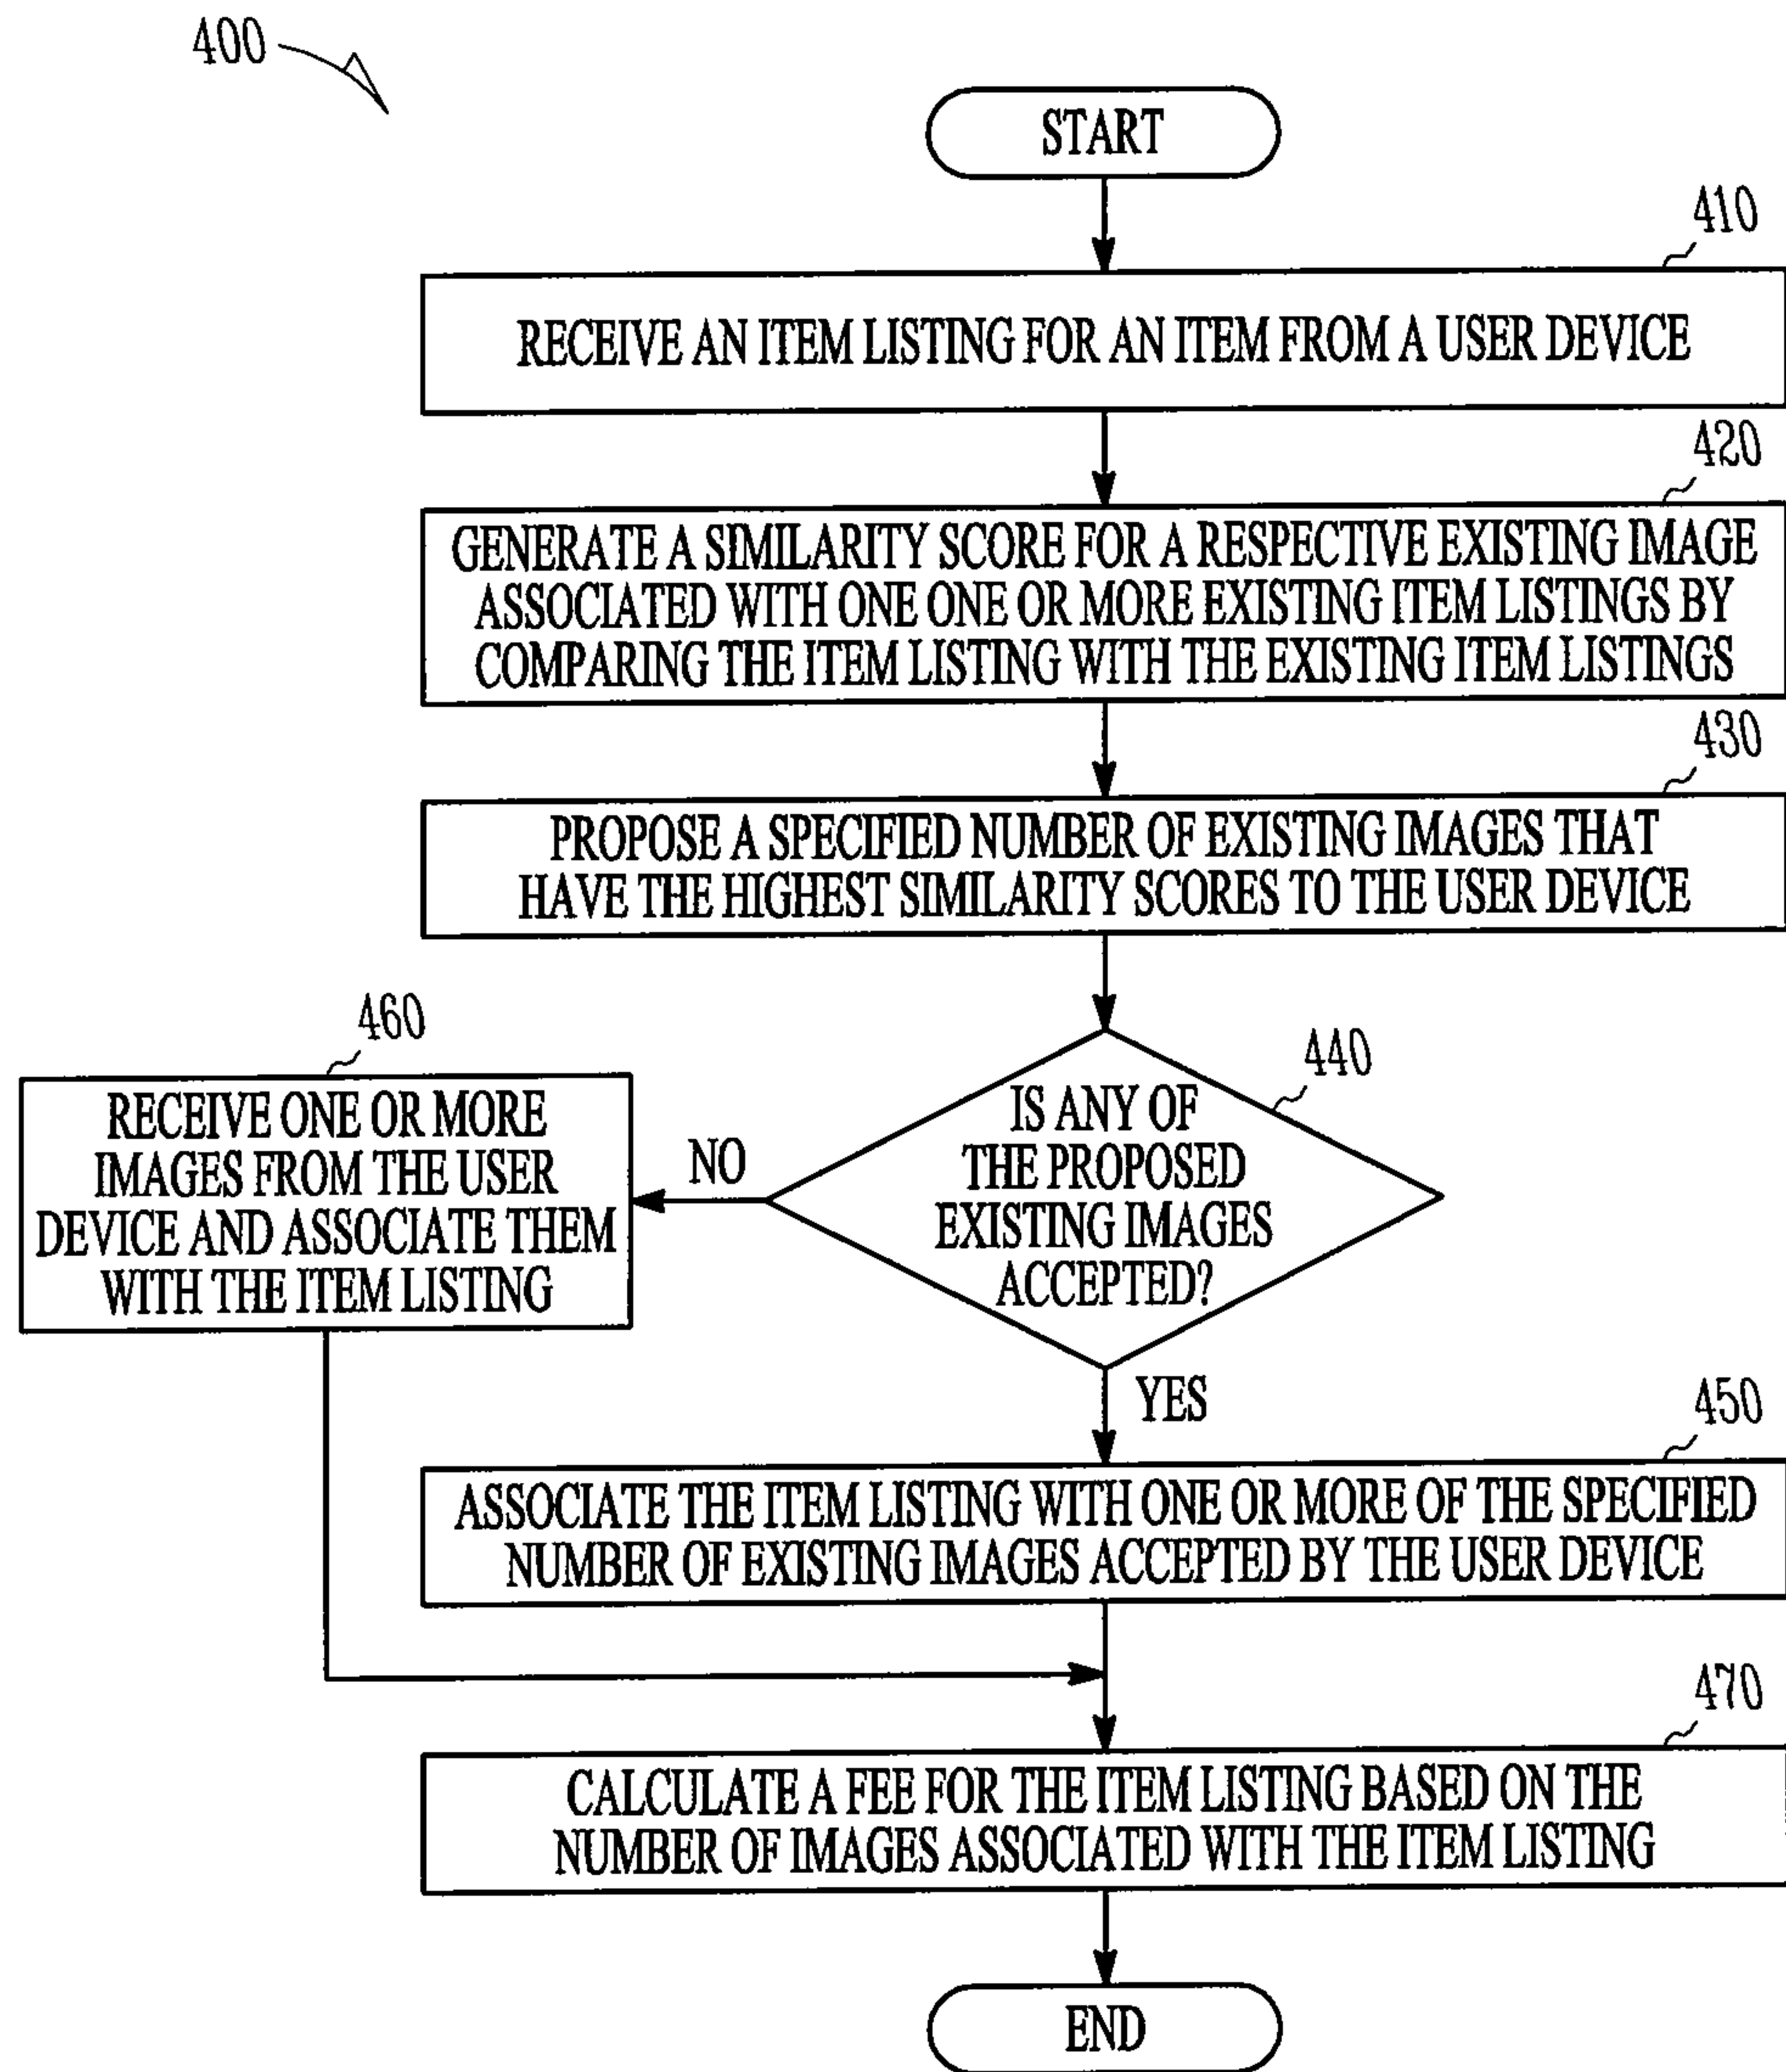 400
START
410
RECEIVE AN ITEM LISTING FOR AN ITEM FROM A USER DEVICE
420
GENERATE A SIMILARITY SCORE FOR A RESPECTIVE EXISTING IMAGE
ASSOCIATED WITH ONE ONE OR MORE EXISTING ITEM LISTINGS BY
COMPARING THE ITEM LISTING WITH THE EXISTING ITEM LISTINGS
430
PROPOSE A SPECIFIED NUMBER OF EXISTING IMAGES THAT
HAVE THE HIGHEST SIMILARITY SCORES TO THE USER DEVICE
440
IS ANY OF
THE PROPOSED
EXISTING IMAGES
ACCEPTED?
NO
460
RECEIVE ONE OR MORE
IMAGES FROM THE USER
DEVICE AND ASSOCIATE THEM
WITH THE ITEM LISTING
YES
450
ASSOCIATE THE ITEM LISTING WITH ONE OR MORE OF THE SPECIFIED
NUMBER OF EXISTING IMAGES ACCEPTED BY THE USER DEVICE
470
CALCULATE A FEE FOR THE ITEM LISTING BASED ON THE
NUMBER OF IMAGES ASSOCIATED WITH THE ITEM LISTING
END